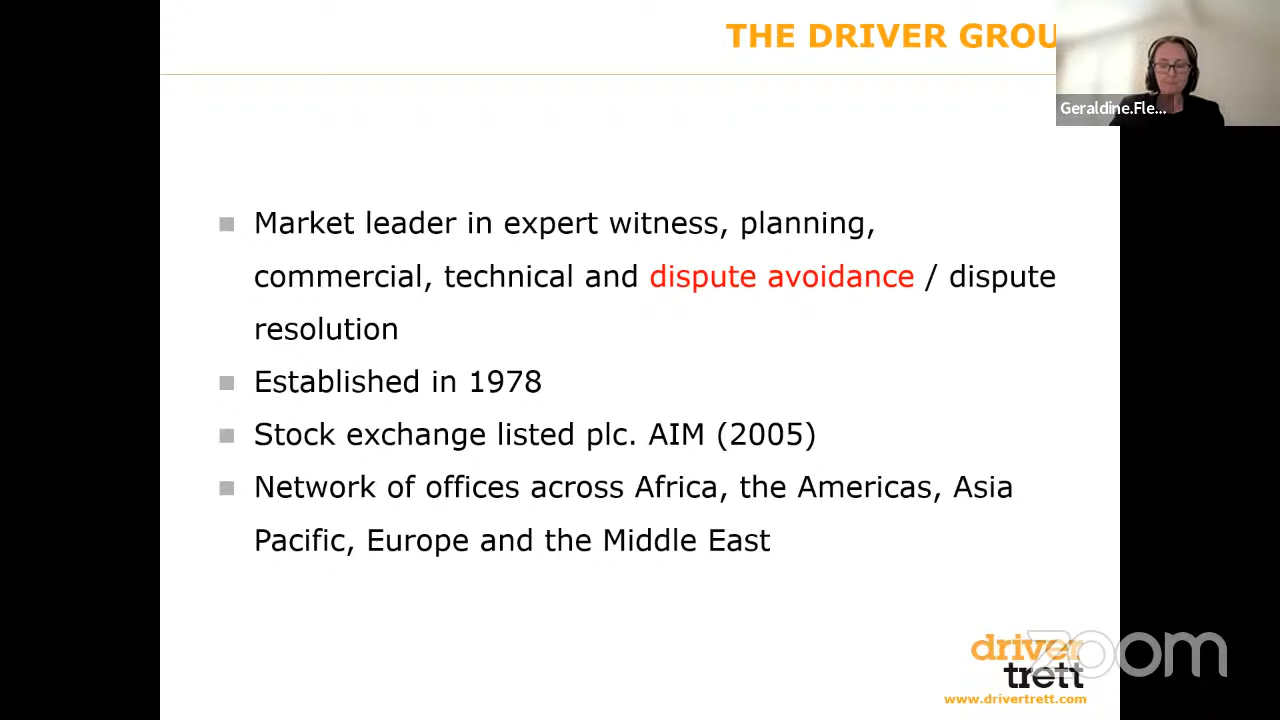 THE DRIVER GROU
Geraldine.Fle...
Market leader in expert witness, planning,
commercial, technical and dispute avoidance / dispute
resolution
Established in 1978
Stock exchange listed plc. AIM (2005)
Network of offices across Africa, the Americas, Asia
Pacific, Europe and the Middle East
driver
trett
zoom
www.drivertrett.com